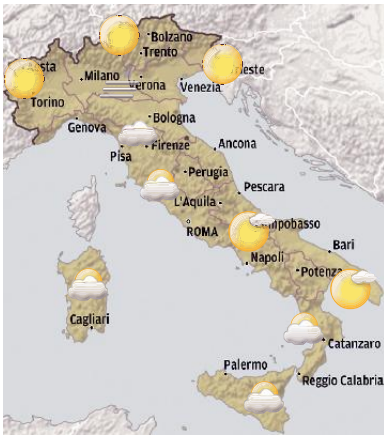 Bolzano
Trento
Milano
Verona
Venezia
Torino
Genova
Bologna
Pisa
Firenze
Ancona
Perugia
Pescara
L'Aquila
ROMA
Napoli
Bari
Potenza
Cagliari
Catanzaro
Palermo
Reggio Calabria